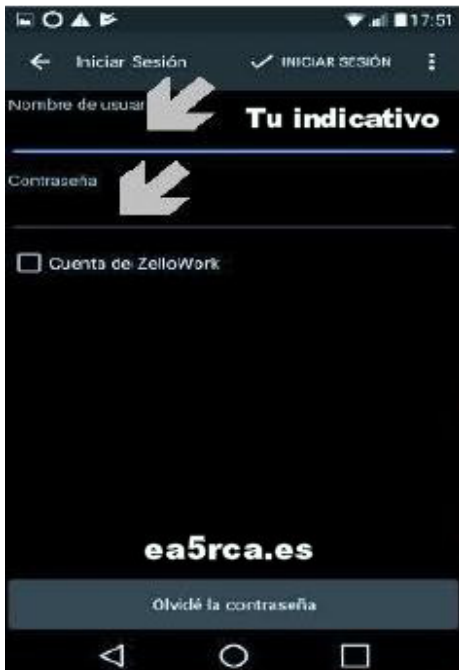 17:51
Iniciar Sesión
INICIAR SESIÓN
Nombre de usuar
Tu indicativo
Contraseña
Cuenta de ZelloWork
ea5rca.es
Olvidé la contraseña